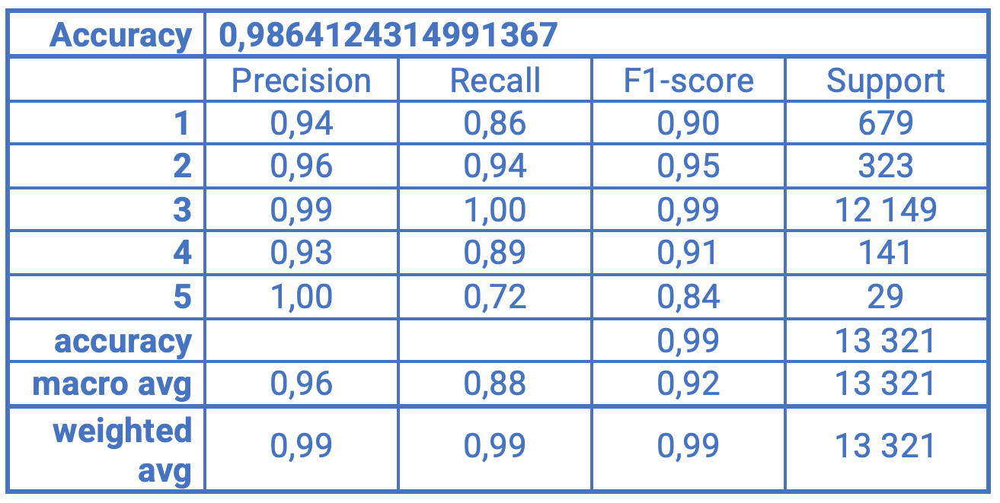 Accuracy 0,9864124314991367
Precision Recall F1-score Support
1 0,94 0,86 0,90 679
2 0,96 0,94 0,95 323
3 0,99 1,00 0,99 12 149
4 0,93 0,89 0,91 141
5 1,00 0,72 0,84 29
accuracy 0,99 13 321
macro avg 0,96 0,88 0,92 13 321
weighted
avg 0,99 0,99 0,99 13 321